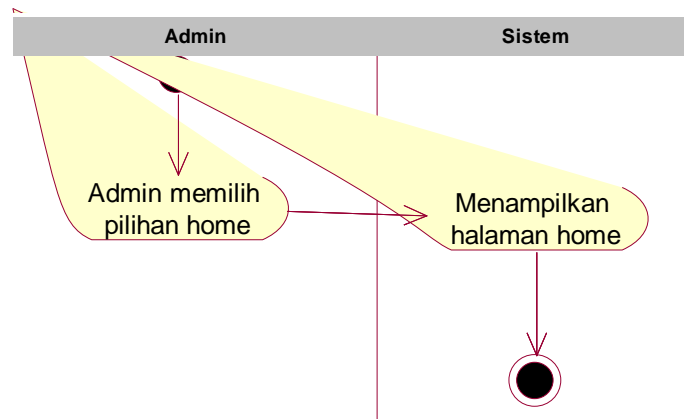 Admin
Sistem
Admin memilih
pilihan home
Menampilkan
halaman home